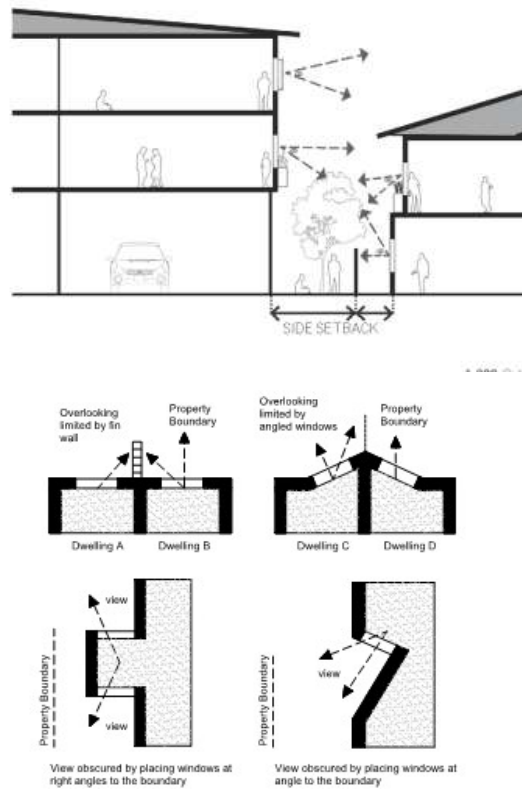 SIDE SETBACK
Overlooking
limited by fin
wall
Property
Boundary
Overlooking
limited by
angled windows
Property
Boundary
Dwelling A
Dwelling B
Dwelling C
Dwelling D
view
view
Property Boundary
View obscured by placing windows at
right angles to the boundary
view
Property Boundary
View obscured by placing windows at
angle to the boundary